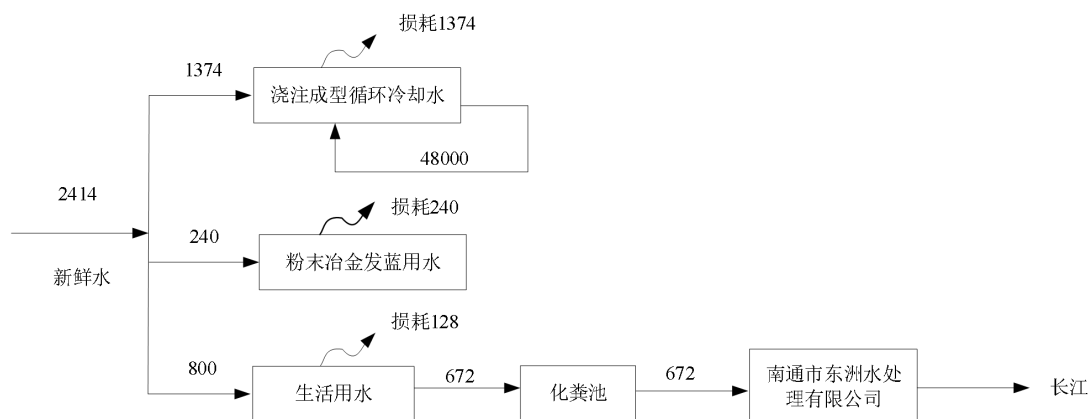 损耗1374
1374
浇注成型循环冷却水
48000
2414
新鲜水
损耗240
240
粉末冶金发蓝用水
损耗128
800
生活用水
672
化粪池
672
南通市东洲水处
理有限公司
长江